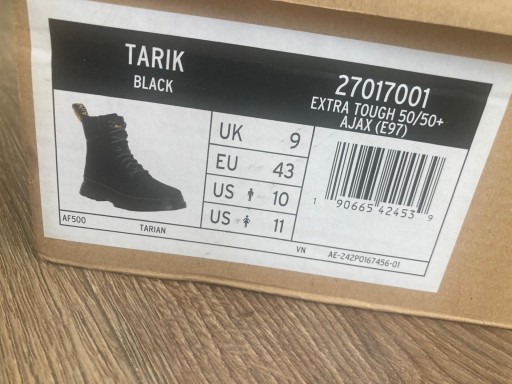 TARIK
BLACK
27017001
EXTRA TOUGH 50/50+
AJAX (E97)
UK 9
EU 43
US 10
US 11
1 90665 42453 9
AF500
TARIAN
VN
AE-242P0167456-01